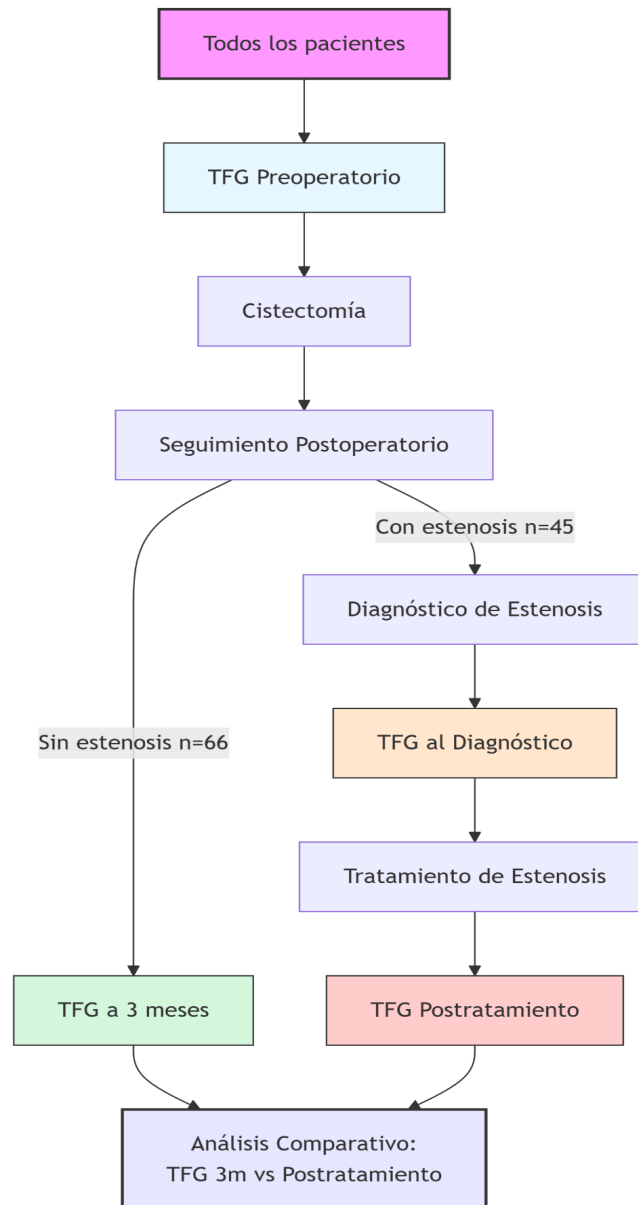 Todos los pacientes
TFG Preoperatorio
Cistectomía
Seguimiento Postoperatorio
Con estenosis n=45
Diagnóstico de Estenosis
Sin estenosis n=66
TFG al Diagnóstico
Tratamiento de Estenosis
TFG a 3 meses
TFG Postratamiento
Análisis Comparativo:
TFG 3m vs Postratamiento